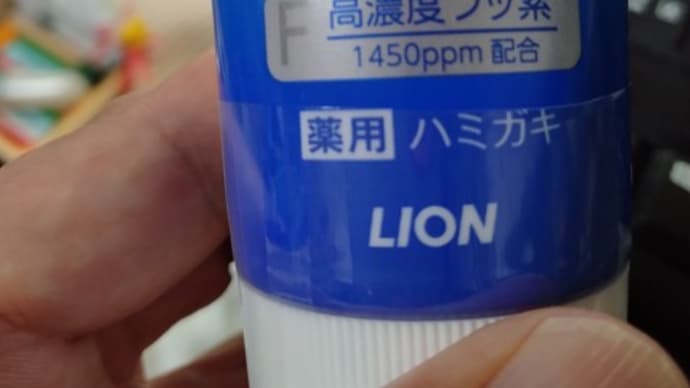 F
高濃度フッ素
1450ppm 配合
薬用 ハミガキ
LION